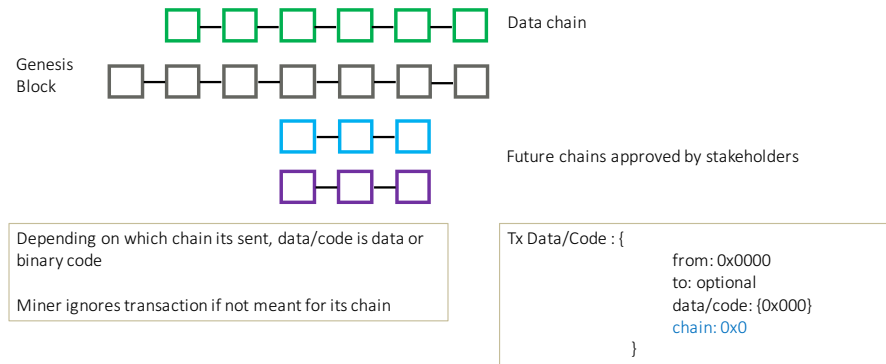 Data chain
Genesis
Block
Future chains approved by stakeholders
Depending on which chain its sent, data/code is data or
binary code
Miner ignores transaction if not meant for its chain
Tx Data/Code : {
from: 0x0000
to: optional
data/code: {0x000}
chain: 0x0
}